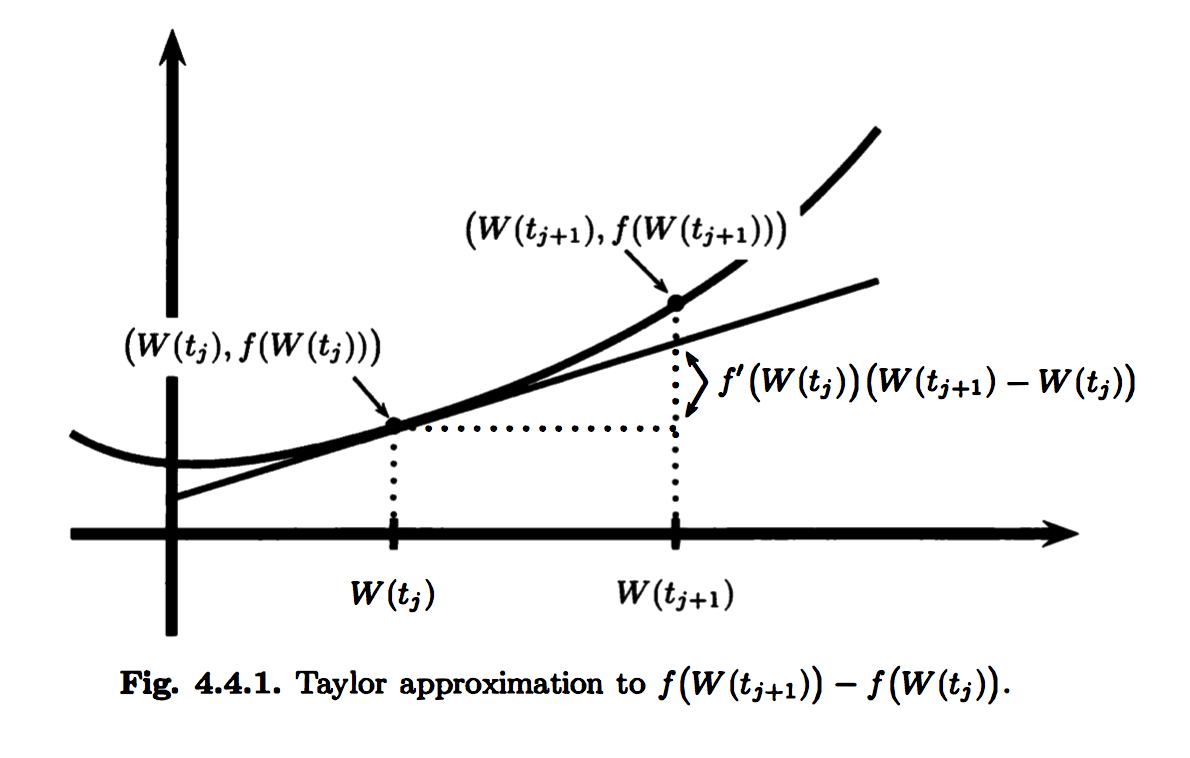 (W(t_{j+1}), f(W(t_{j+1})))
(W(t_j), f(W(t_j)))
f′(W(t_j))(W(t_{j+1}) − W(t_j))
W(t_j) W(t_{j+1})
Fig. 4.4.1. Taylor approximation to f(W(t_{j+1})) − f(W(t_j)).